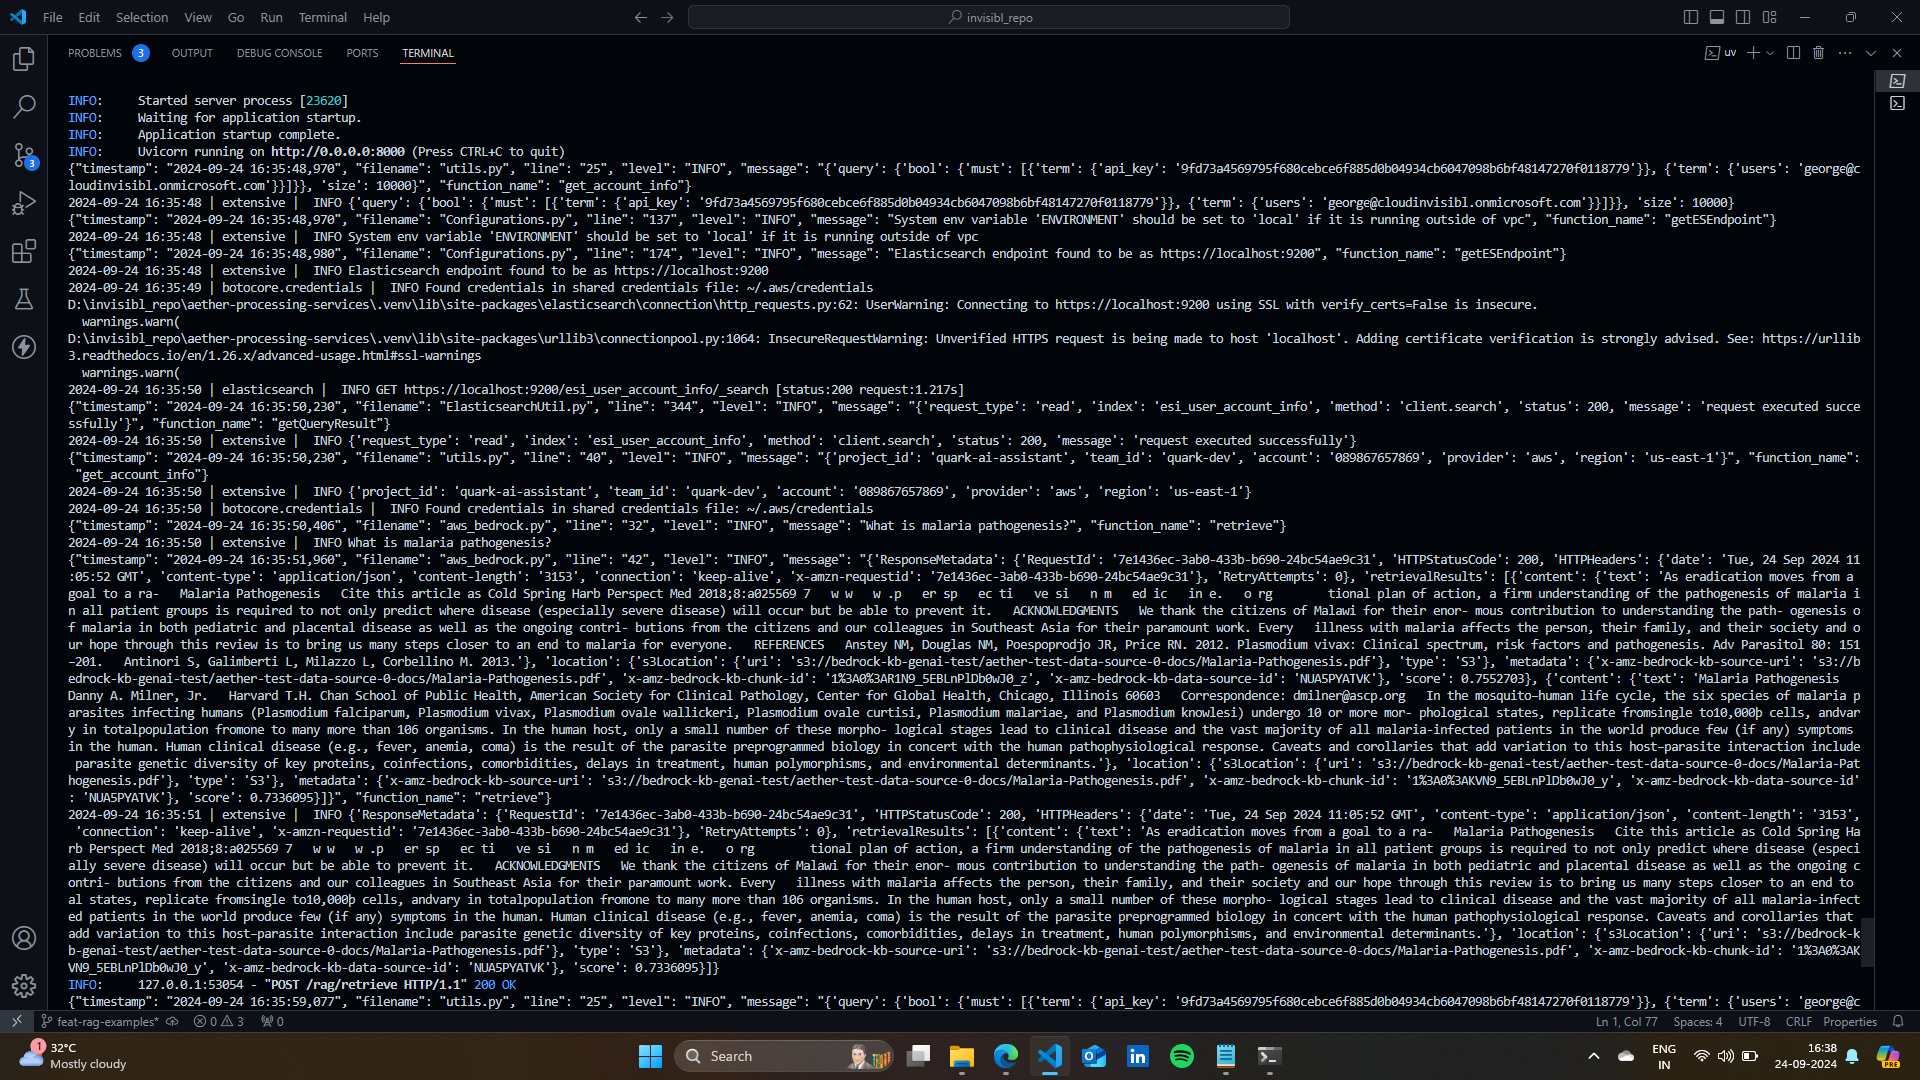 File Edit Selection View Go Run Terminal Help
invisibl_repo
PROBLEMS 3 OUTPUT DEBUG CONSOLE PORTS TERMINAL
uv
INFO: Started server process [23620]
INFO: Waiting for application startup.
INFO: Application startup complete.
INFO: Uvicorn running on http://0.0.0.0:8000 (Press CTRL+C to quit)
{"timestamp": "2024-09-24 16:35:48,970", "filename": "utils.py", "line": "25", "level": "INFO", "message": "{'query': {'bool': {'must': [{'term': {'api_key': '9fd73a4569795f680cebce6f885d0b04934cb6047098b6bf48147270f0118779'}}, {'term': {'users': 'george@c
loudinvisibl.onmicrosoft.com'}}]}}, 'size': 10000}", "function_name": "get_account_info"}
2024-09-24 16:35:48 | extensive | INFO {'query': {'bool': {'must': [{'term': {'api_key': '9fd73a4569795f680cebce6f885d0b04934cb6047098b6bf48147270f0118779'}}, {'term': {'users': 'george@cloudinvisibl.onmicrosoft.com'}}]}}, 'size': 10000}
{"timestamp": "2024-09-24 16:35:48,970", "filename": "Configurations.py", "line": "137", "level": "INFO", "message": "System env variable 'ENVIRONMENT' should be set to 'local' if it is running outside of vpc", "function_name": "getESEndpoint"}
2024-09-24 16:35:48 | extensive | INFO System env variable 'ENVIRONMENT' should be set to 'local' if it is running outside of vpc
{"timestamp": "2024-09-24 16:35:48,980", "filename": "Configurations.py", "line": "174", "level": "INFO", "message": "Elasticsearch endpoint found to be as https://localhost:9200", "function_name": "getESEndpoint"}
2024-09-24 16:35:48 | extensive | INFO Elasticsearch endpoint found to be as https://localhost:9200
2024-09-24 16:35:49 | botocore.credentials | INFO Found credentials in shared credentials file: ~/.aws/credentials
D:\invisibl_repo\aether-processing-services\.venv\lib\site-packages\elasticsearch\connection\http_requests.py:62: UserWarning: Connecting to https://localhost:9200 using SSL with verify_certs=False is insecure.
warnings.warn(
D:\invisibl_repo\aether-processing-services\.venv\lib\site-packages\urllib3\connectionpool.py:1064: InsecureRequestWarning: Unverified HTTPS request is being made to host 'localhost'. Adding certificate verification is strongly advised. See: https://urllib
3.readthedocs.io/en/1.26.x/advanced-usage.html#ssl-warnings
warnings.warn(
2024-09-24 16:35:50 | elasticsearch | INFO GET https://localhost:9200/esi_user_account_info/_search [status:200 request:1.217s]
{"timestamp": "2024-09-24 16:35:50,230", "filename": "ElasticsearchUtil.py", "line": "344", "level": "INFO", "message": "{'request_type': 'read', 'index': 'esi_user_account_info', 'method': 'client.search', 'status': 200, 'message': 'request executed succe
ssfully'}", "function_name": "getQueryResult"}
2024-09-24 16:35:50 | extensive | INFO {'request_type': 'read', 'index': 'esi_user_account_info', 'method': 'client.search', 'status': 200, 'message': 'request executed successfully'}
{"timestamp": "2024-09-24 16:35:50,230", "filename": "utils.py", "line": "40", "level": "INFO", "message": "{'project_id': 'quark-ai-assistant', 'team_id': 'quark-dev', 'account': '089867657869', 'provider': 'aws', 'region': 'us-east-1'}", "function_name":
"get_account_info"}
2024-09-24 16:35:50 | extensive | INFO {'project_id': 'quark-ai-assistant', 'team_id': 'quark-dev', 'account': '089867657869', 'provider': 'aws', 'region': 'us-east-1'}
2024-09-24 16:35:50 | botocore.credentials | INFO Found credentials in shared credentials file: ~/.aws/credentials
{"timestamp": "2024-09-24 16:35:50,406", "filename": "aws_bedrock.py", "line": "32", "level": "INFO", "message": "What is malaria pathogenesis?", "function_name": "retrieve"}
2024-09-24 16:35:50 | extensive | INFO What is malaria pathogenesis?
{"timestamp": "2024-09-24 16:35:51,960", "filename": "aws_bedrock.py", "line": "42", "level": "INFO", "message": "{'ResponseMetadata': {'RequestId': '7e1436ec-3ab0-433b-b690-24bc54ae9c31', 'HTTPStatusCode': 200, 'HTTPHeaders': {'date': 'Tue, 24 Sep 2024 11
:05:52 GMT', 'content-type': 'application/json', 'content-length': '3153', 'connection': 'keep-alive', 'x-amzn-requestid': '7e1436ec-3ab0-433b-b690-24bc54ae9c31'}, 'RetryAttempts': 0}, 'retrievalResults': [{'content': {'text': 'As eradication moves from a
goal to a ra- Malaria Pathogenesis Cite this article as Cold Spring Harb Perspect Med 2018;8:a025569 7 w w w .p er sp ec ti ve si n m ed ic in e. o rg tional plan of action, a firm understanding of the pathogenesis of malaria i
n all patient groups is required to not only predict where disease (especially severe disease) will occur but be able to prevent it. ACKNOWLEDGMENTS We thank the citizens of Malawi for their enor- mous contribution to understanding the path- ogenesis o
f malaria in both pediatric and placental disease as well as the ongoing contri- butions from the citizens and our colleagues in Southeast Asia for their paramount work. Every illness with malaria affects the person, their family, and their society and o
ur hope through this review is to bring us many steps closer to an end to malaria for everyone. REFERENCES Anstey NM, Douglas NM, Poespoprodjo JR, Price RN. 2012. Plasmodium vivax: Clinical spectrum, risk factors and pathogenesis. Adv Parasitol 80: 151
–201. Antinori S, Galimberti L, Milazzo L, Corbellino M. 2013.'}, 'location': {'s3Location': {'uri': 's3://bedrock-kb-genai-test/aether-test-data-source-0-docs/Malaria-Pathogenesis.pdf'}, 'type': 'S3'}, 'metadata': {'x-amz-bedrock-kb-source-uri': 's3://b
edrock-kb-genai-test/aether-test-data-source-0-docs/Malaria-Pathogenesis.pdf', 'x-amz-bedrock-kb-chunk-id': '1%3A0%3AR1N9_5EBLnPlDb0wJ0_z', 'x-amz-bedrock-kb-data-source-id': 'NUA5PYATVK'}, 'score': 0.7552703}, {'content': {'text': 'Malaria Pathogenesis
Danny A. Milner, Jr. Harvard T.H. Chan School of Public Health, American Society for Clinical Pathology, Center for Global Health, Chicago, Illinois 60603 Correspondence: dmilner@ascp.org In the mosquito–human life cycle, the six species of malaria p
arasites infecting humans (Plasmodium falciparum, Plasmodium vivax, Plasmodium ovale wallickeri, Plasmodium ovale curtisi, Plasmodium malariae, and Plasmodium knowlesi) undergo 10 or more mor- phological states, replicate fromsingle to10,000þ cells, andvar
y in totalpopulation fromone to many more than 106 organisms. In the human host, only a small number of these morpho- logical stages lead to clinical disease and the vast majority of all malaria-infected patients in the world produce few (if any) symptoms
in the human. Human clinical disease (e.g., fever, anemia, coma) is the result of the parasite preprogrammed biology in concert with the human pathophysiological response. Caveats and corollaries that add variation to this host–parasite interaction include
parasite genetic diversity of key proteins, coinfections, comorbidities, delays in treatment, human polymorphisms, and environmental determinants.'}, 'location': {'s3Location': {'uri': 's3://bedrock-kb-genai-test/aether-test-data-source-0-docs/Malaria-Pat
hogenesis.pdf'}, 'type': 'S3'}, 'metadata': {'x-amz-bedrock-kb-source-uri': 's3://bedrock-kb-genai-test/aether-test-data-source-0-docs/Malaria-Pathogenesis.pdf', 'x-amz-bedrock-kb-chunk-id': '1%3A0%3AKVN9_5EBLnPlDb0wJ0_y', 'x-amz-bedrock-kb-data-source-id'
: 'NUA5PYATVK'}, 'score': 0.7336095}]}", "function_name": "retrieve"}
2024-09-24 16:35:51 | extensive | INFO {'ResponseMetadata': {'RequestId': '7e1436ec-3ab0-433b-b690-24bc54ae9c31', 'HTTPStatusCode': 200, 'HTTPHeaders': {'date': 'Tue, 24 Sep 2024 11:05:52 GMT', 'content-type': 'application/json', 'content-length': '3153',
'connection': 'keep-alive', 'x-amzn-requestid': '7e1436ec-3ab0-433b-b690-24bc54ae9c31'}, 'RetryAttempts': 0}, 'retrievalResults': [{'content': {'text': 'As eradication moves from a goal to a ra- Malaria Pathogenesis Cite this article as Cold Spring Ha
rb Perspect Med 2018;8:a025569 7 w w w .p er sp ec ti ve si n m ed ic in e. o rg tional plan of action, a firm understanding of the pathogenesis of malaria in all patient groups is required to not only predict where disease (especi
ally severe disease) will occur but be able to prevent it. ACKNOWLEDGMENTS We thank the citizens of Malawi for their enor- mous contribution to understanding the path- ogenesis of malaria in both pediatric and placental disease as well as the ongoing c
ontri- butions from the citizens and our colleagues in Southeast Asia for their paramount work. Every illness with malaria affects the person, their family, and their society and our hope through this review is to bring us many steps closer to an end to
al states, replicate fromsingle to10,000þ cells, andvary in totalpopulation fromone to many more than 106 organisms. In the human host, only a small number of these morpho- logical stages lead to clinical disease and the vast majority of all malaria-infect
ed patients in the world produce few (if any) symptoms in the human. Human clinical disease (e.g., fever, anemia, coma) is the result of the parasite preprogrammed biology in concert with the human pathophysiological response. Caveats and corollaries that
add variation to this host–parasite interaction include parasite genetic diversity of key proteins, coinfections, comorbidities, delays in treatment, human polymorphisms, and environmental determinants.'}, 'location': {'s3Location': {'uri': 's3://bedrock-k
b-genai-test/aether-test-data-source-0-docs/Malaria-Pathogenesis.pdf'}, 'type': 'S3'}, 'metadata': {'x-amz-bedrock-kb-source-uri': 's3://bedrock-kb-genai-test/aether-test-data-source-0-docs/Malaria-Pathogenesis.pdf', 'x-amz-bedrock-kb-chunk-id': '1%3A0%3AK
VN9_5EBLnPlDb0wJ0_y', 'x-amz-bedrock-kb-data-source-id': 'NUA5PYATVK'}, 'score': 0.7336095}]}
INFO: 127.0.0.1:53054 - "POST /rag/retrieve HTTP/1.1" 200 OK
{"timestamp": "2024-09-24 16:35:59,077", "filename": "utils.py", "line": "25", "level": "INFO", "message": "{'query': {'bool': {'must': [{'term': {'api_key': '9fd73a4569795f680cebce6f885d0b04934cb6047098b6bf48147270f0118779'}}, {'term': {'users': 'george@c
3
feat-rag-examples* 0 3 0 Ln 1, Col 77 Spaces: 4 UTF-8 CRLF Properties
1 32°C
Mostly cloudy
Search
ENG
IN
16:38
24-09-2024
PRE